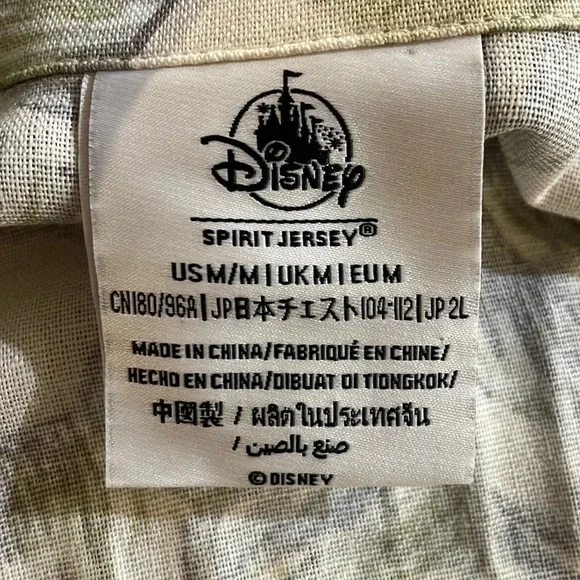 Disney
SPIRIT JERSEY®
US M/M | UK M | EU M
CN180/96A | JP日本チェスト104-112 | JP 2L
MADE IN CHINA/FABRIQUÉ EN CHINE/
HECHO EN CHINA/DIBUAT DI TIONGKOK/
中國製 / ผลิตในประเทศจีน
/ صنع بالصين
©DISNEY